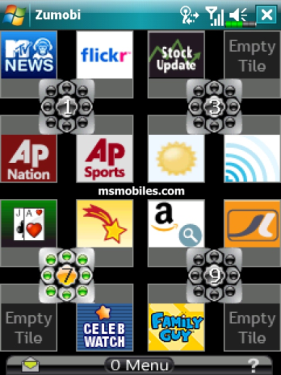 Zumobi
MTV
NEWS
flickr
Stock
Update
Empty
Tile
1
3
AP
Nation
AP
Sports
msmobiles.com
J A
a
7
9
Empty
Tile
CELEB
WATCH
FAMILY
GUY
Empty
Tile
0 Menu
?